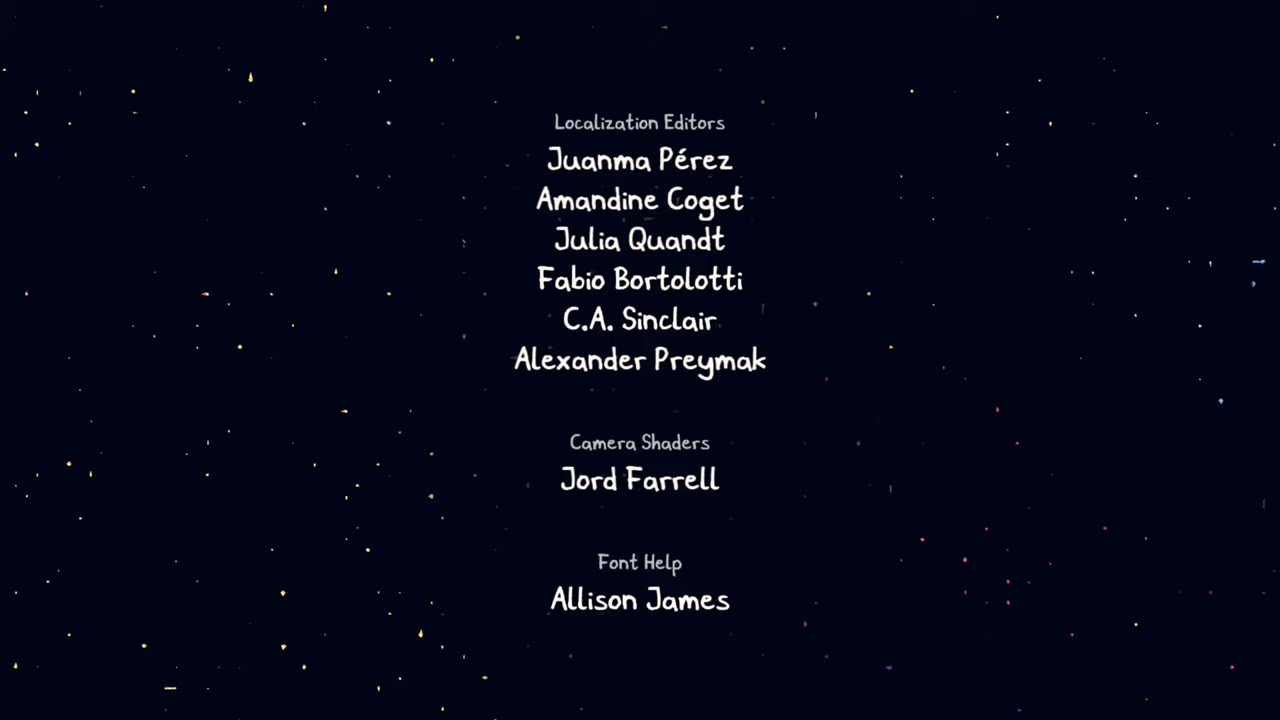 Localization Editors
Juanma Pérez
Amandine Coget
Julia Quandt
Fabio Bortolotti
C.A. Sinclair
Alexander Preymak
Camera Shaders
Jord Farrell
Font Help
Allison James